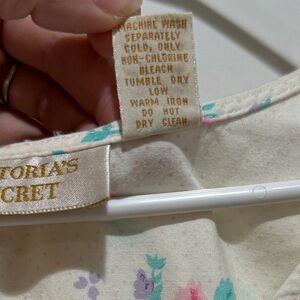 MACHINE WASH
SEPARATELY
COLD, ONLY
NON-CHLORINE
BLEACH
TUMBLE DRY
LOW
WARM IRON
DO NOT
DRY CLEAN
TORIA'S
CRET